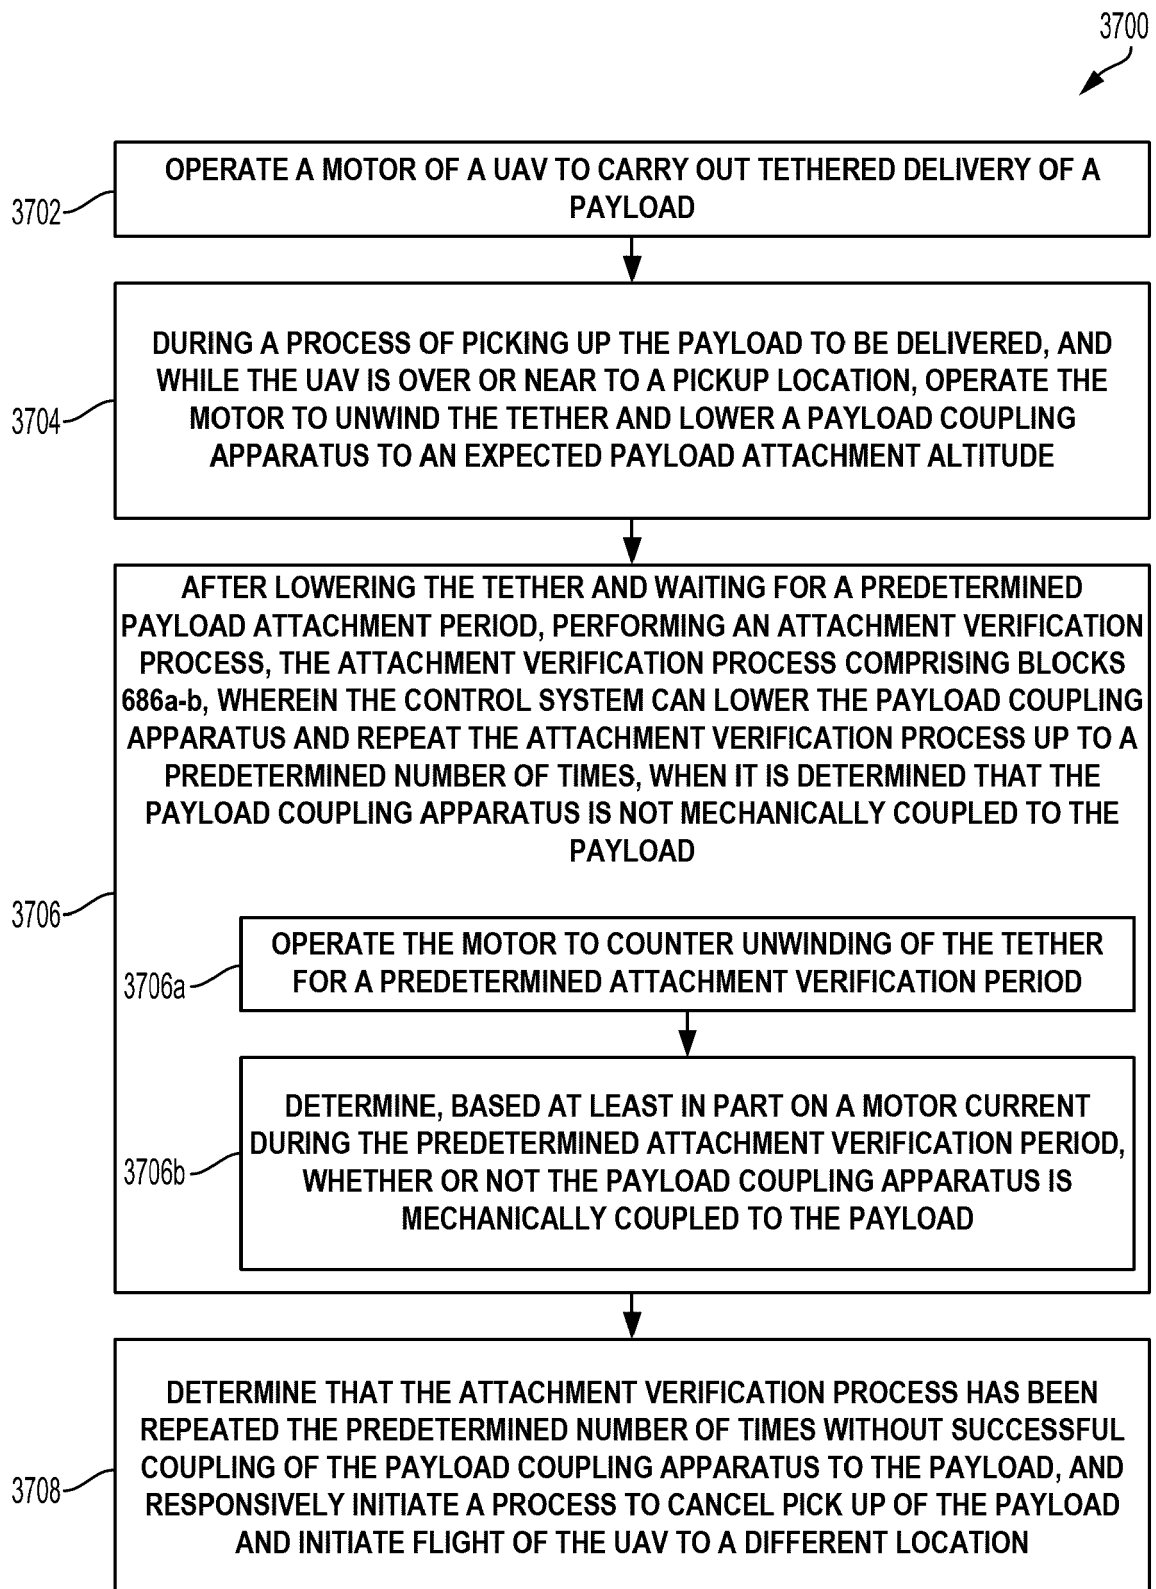 3700
OPERATE A MOTOR OF A UAV TO CARRY OUT TETHERED DELIVERY OF A
PAYLOAD
3702
DURING A PROCESS OF PICKING UP THE PAYLOAD TO BE DELIVERED, AND
WHILE THE UAV IS OVER OR NEAR TO A PICKUP LOCATION, OPERATE THE
MOTOR TO UNWIND THE TETHER AND LOWER A PAYLOAD COUPLING
APPARATUS TO AN EXPECTED PAYLOAD ATTACHMENT ALTITUDE
3704
AFTER LOWERING THE TETHER AND WAITING FOR A PREDETERMINED
PAYLOAD ATTACHMENT PERIOD, PERFORMING AN ATTACHMENT VERIFICATION
PROCESS, THE ATTACHMENT VERIFICATION PROCESS COMPRISING BLOCKS
686a-b, WHEREIN THE CONTROL SYSTEM CAN LOWER THE PAYLOAD COUPLING
APPARATUS AND REPEAT THE ATTACHMENT VERIFICATION PROCESS UP TO A
PREDETERMINED NUMBER OF TIMES, WHEN IT IS DETERMINED THAT THE
PAYLOAD COUPLING APPARATUS IS NOT MECHANICALLY COUPLED TO THE
PAYLOAD
3706
OPERATE THE MOTOR TO COUNTER UNWINDING OF THE TETHER
FOR A PREDETERMINED ATTACHMENT VERIFICATION PERIOD
3706a
DETERMINE, BASED AT LEAST IN PART ON A MOTOR CURRENT
DURING THE PREDETERMINED ATTACHMENT VERIFICATION PERIOD,
WHETHER OR NOT THE PAYLOAD COUPLING APPARATUS IS
MECHANICALLY COUPLED TO THE PAYLOAD
3706b
DETERMINE THAT THE ATTACHMENT VERIFICATION PROCESS HAS BEEN
REPEATED THE PREDETERMINED NUMBER OF TIMES WITHOUT SUCCESSFUL
COUPLING OF THE PAYLOAD COUPLING APPARATUS TO THE PAYLOAD, AND
RESPONSIVELY INITIATE A PROCESS TO CANCEL PICK UP OF THE PAYLOAD
AND INITIATE FLIGHT OF THE UAV TO A DIFFERENT LOCATION
3708